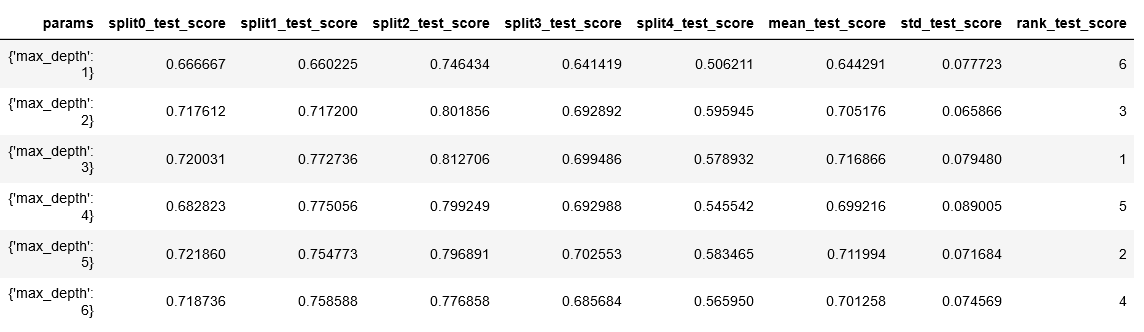 params split0_test_score split1_test_score split2_test_score split3_test_score split4_test_score mean_test_score std_test_score rank_test_score
{'max_depth':
1} 0.666667 0.660225 0.746434 0.641419 0.506211 0.644291 0.077723 6
{'max_depth':
2} 0.717612 0.717200 0.801856 0.692892 0.595945 0.705176 0.065866 3
{'max_depth':
3} 0.720031 0.772736 0.812706 0.699486 0.578932 0.716866 0.079480 1
{'max_depth':
4} 0.682823 0.775056 0.799249 0.692988 0.545542 0.699216 0.089005 5
{'max_depth':
5} 0.721860 0.754773 0.796891 0.702553 0.583465 0.711994 0.071684 2
{'max_depth':
6} 0.718736 0.758588 0.776858 0.685684 0.565950 0.701258 0.074569 4